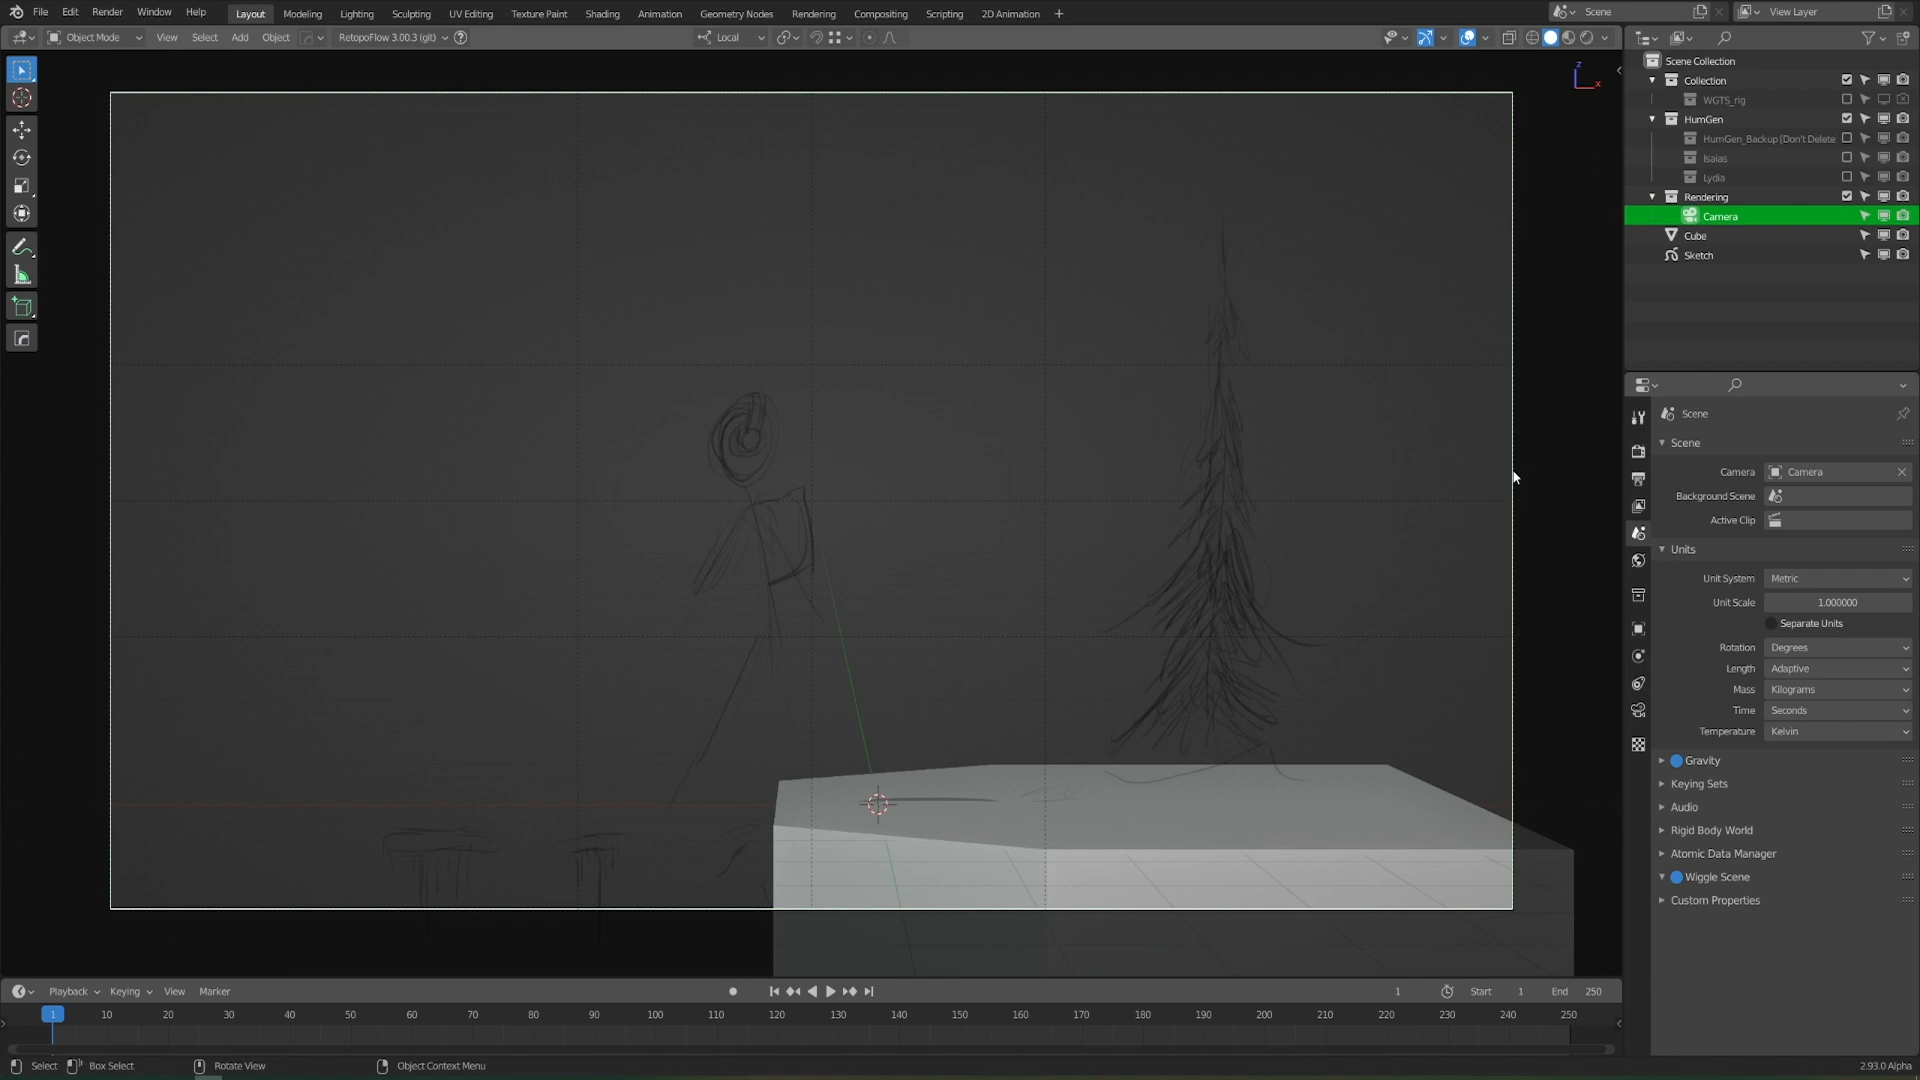 File Edit Render Window Help Layout Modeling Lighting Sculpting UV Editing Texture Paint Shading Animation Geometry Nodes Rendering Compositing Scripting 2D Animation + Scene View Layer
Object Mode View Select Add Object RetopoFlow 3.00.3 (git) Local
Z
X
Scene Collection
Collection
WGTS_rig
HumGen
HumGen_Backup [Don't Delete
Isaias
Lydia
Rendering
Camera
Cube
Sketch
Scene
Scene
Camera Camera
Background Scene
Active Clip
Units
Unit System Metric
Unit Scale 1.000000
Separate Units
Rotation Degrees
Length Adaptive
Mass Kilograms
Time Seconds
Temperature Kelvin
Gravity
Keying Sets
Audio
Rigid Body World
Atomic Data Manager
Wiggle Scene
Custom Properties
Playback Keying View Marker 1 Start 1 End 250
1 10 20 30 40 50 60 70 80 90 100 110 120 130 140 150 160 170 180 190 200 210 220 230 240 250
Select Box Select Rotate View Object Context Menu 2.93.0 Alpha